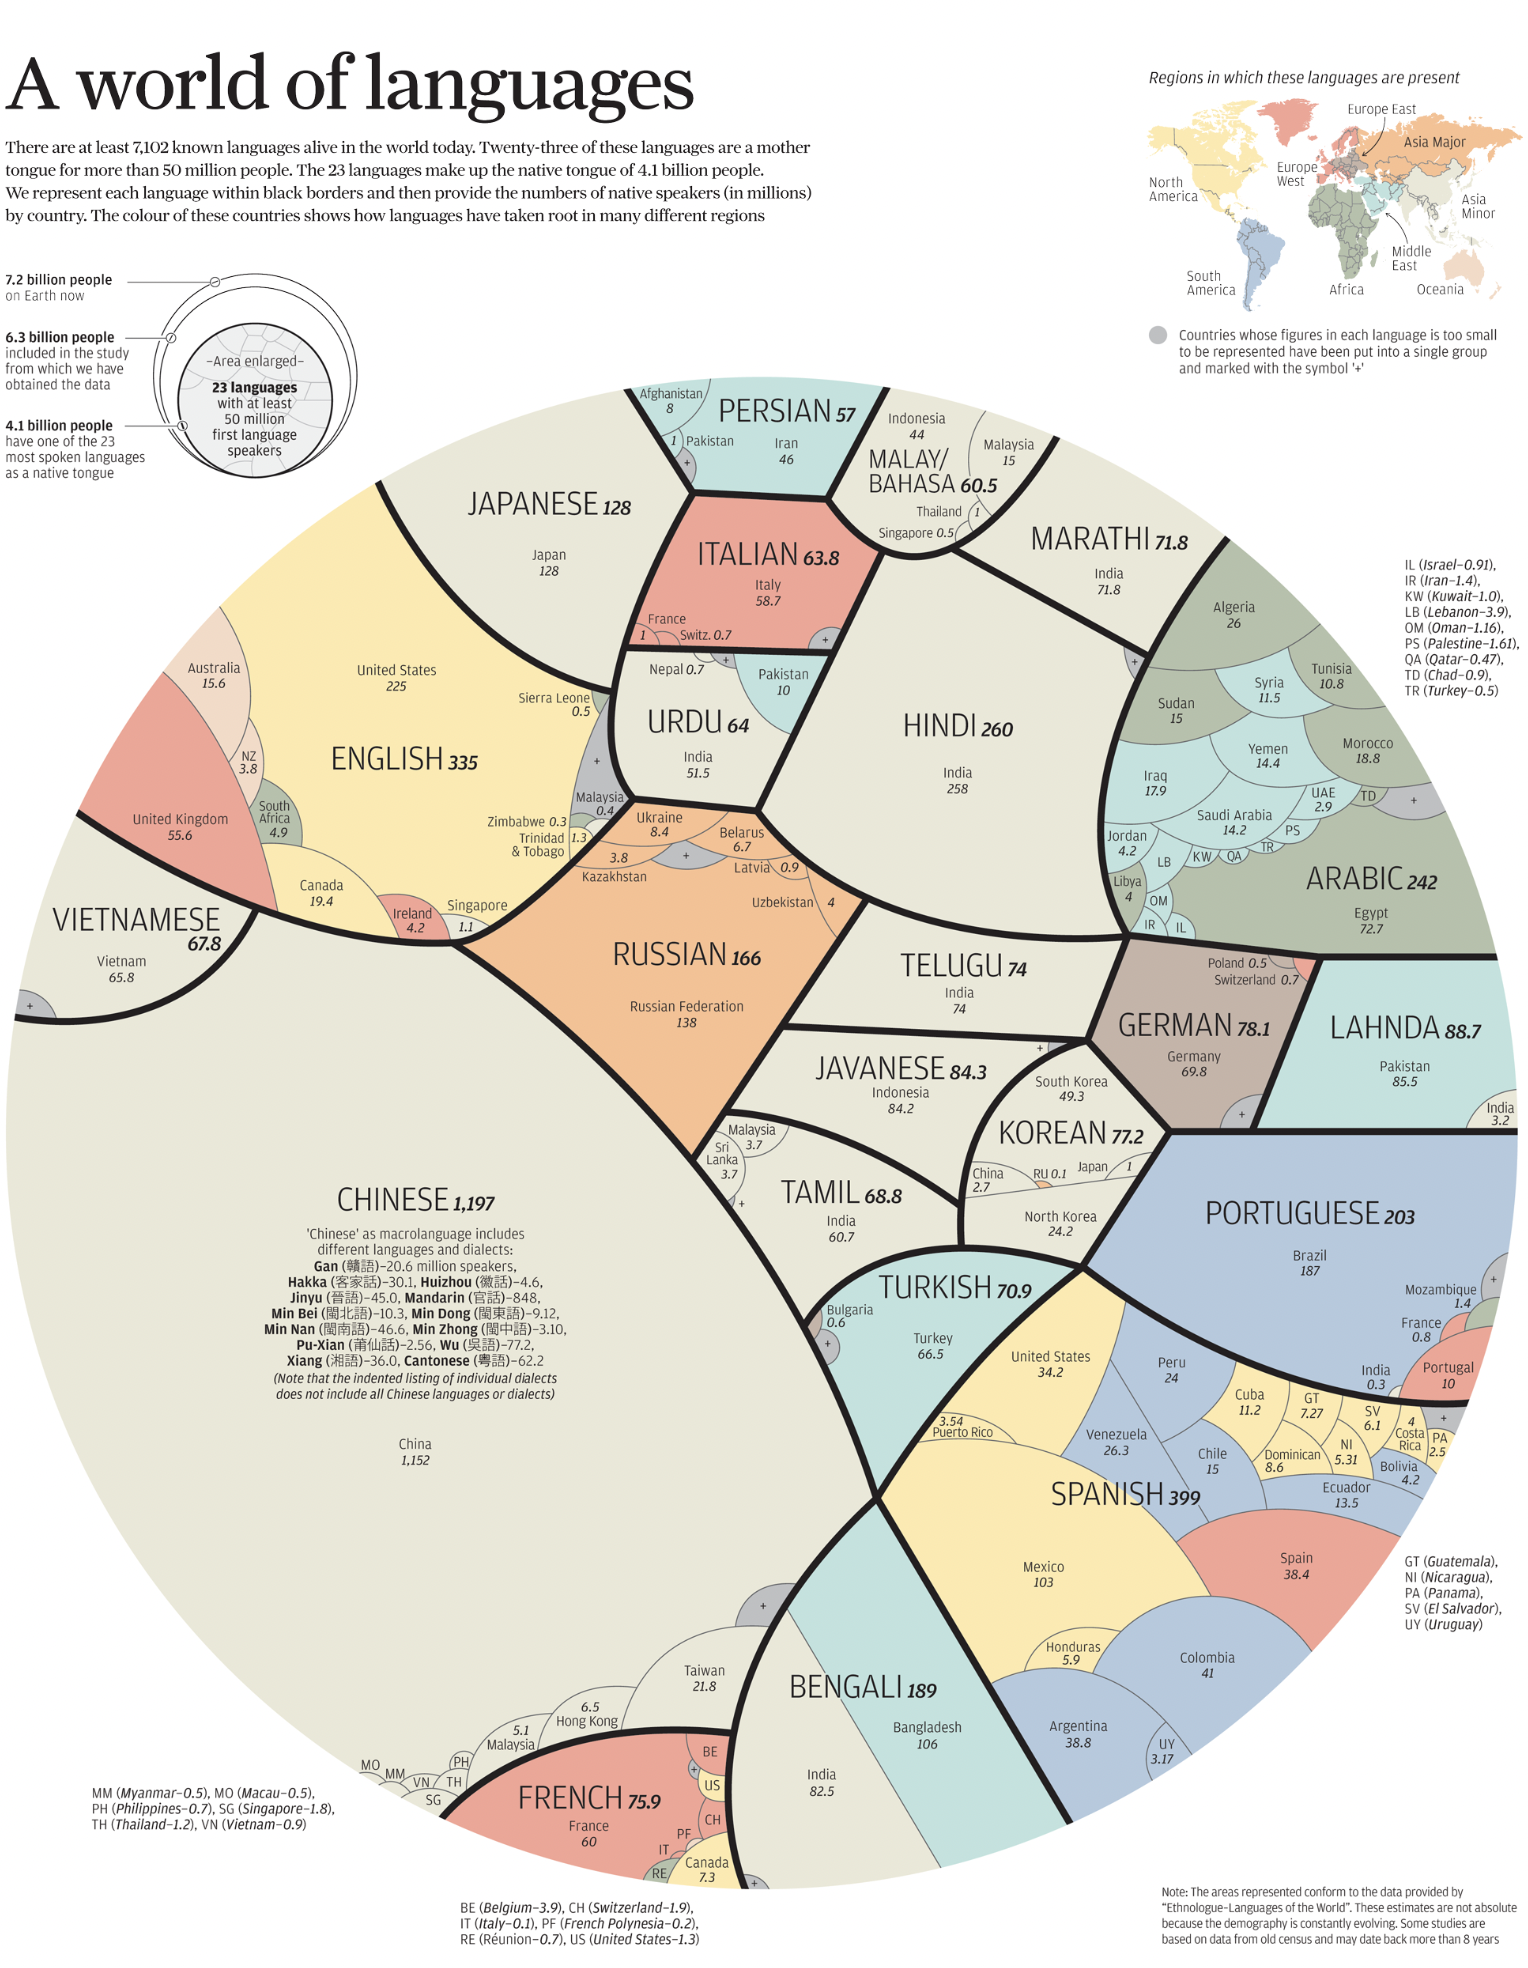 A world of languages
There are at least 7,102 known languages alive in the world today. Twenty-three of these languages are a mother
tongue for more than 50 million people. The 23 languages make up the native tongue of 4.1 billion people.
We represent each language within black borders and then provide the numbers of native speakers (in millions)
by country. The colour of these countries shows how languages have taken root in many different regions
Regions in which these languages are present
Europe East
Asia Major
Europe
West
North
America
Asia
Minor
Middle
East
South
America
Africa
Oceania
Countries whose figures in each language is too small
to be represented have been put into a single group
and marked with the symbol '+'
7.2 billion people
on Earth now
6.3 billion people
included in the study
from which we have
obtained the data
4.1 billion people
have one of the 23
most spoken languages
as a native tongue
–Area enlarged–
23 languages
with at least
50 million
first language
speakers
Afghanistan
8
PERSIAN 57
1 Pakistan
Iran
46
+
Indonesia
44
Malaysia
15
MALAY/
BAHASA 60.5
Thailand 1
Singapore 0.5
JAPANESE 128
Japan
128
ITALIAN 63.8
Italy
58.7
France
1
Switz. 0.7
+
MARATHI 71.8
India
71.8
Nepal 0.7
+
Pakistan
10
URDU 64
India
51.5
HINDI 260
India
258
+
Australia
15.6
United States
225
Sierra Leone
0.5
ENGLISH 335
NZ
3.8
+
South
Africa
4.9
United Kingdom
55.6
Malaysia
0.4
Zimbabwe 0.3
Trinidad
& Tobago
1.3
Canada
19.4
Ireland
4.2
Singapore
1.1
Algeria
26
Tunisia
10.8
Syria
11.5
Sudan
15
Morocco
18.8
Yemen
14.4
Iraq
17.9
UAE
2.9
TD
+
Saudi Arabia
14.2
PS
Jordan
4.2
LB
KW
QA
TR
Libya
4
OM
IR
IL
ARABIC 242
Egypt
72.7
IL (Israel–0.91),
IR (Iran–1.4),
KW (Kuwait–1.0),
LB (Lebanon–3.9),
OM (Oman–1.16),
PS (Palestine–1.61),
QA (Qatar–0.47),
TD (Chad–0.9),
TR (Turkey–0.5)
VIETNAMESE
67.8
Vietnam
65.8
+
Ukraine
8.4
Belarus
6.7
3.8
Kazakhstan
+
Latvia 0.9
Uzbekistan 4
RUSSIAN 166
Russian Federation
138
TELUGU 74
India
74
Poland 0.5
Switzerland 0.7
GERMAN 78.1
Germany
69.8
+
LAHNDA 88.7
Pakistan
85.5
India
3.2
JAVANESE 84.3
Indonesia
84.2
+
South Korea
49.3
KOREAN 77.2
China
2.7
RU 0.1
Japan 1
North Korea
24.2
Malaysia
3.7
Sri
Lanka
3.7
+
TAMIL 68.8
India
60.7
CHINESE 1,197
'Chinese' as macrolanguage includes
different languages and dialects:
Gan (贛語)–20.6 million speakers,
Hakka (客家話)–30.1, Huizhou (徽話)–4.6,
Jinyu (晉語)–45.0, Mandarin (官話)–848,
Min Bei (閩北語)–10.3, Min Dong (閩東語)–9.12,
Min Nan (閩南語)–46.6, Min Zhong (閩中語)–3.10,
Pu-Xian (莆仙話)–2.56, Wu (吳語)–77.2,
Xiang (湘語)–36.0, Cantonese (粵語)–62.2
(Note that the indented listing of individual dialects
does not include all Chinese languages or dialects)
China
1,152
TURKISH 70.9
Bulgaria
0.6
+
Turkey
66.5
PORTUGUESE 203
Brazil
187
+
Mozambique
1.4
France
0.8
India
0.3
Portugal
10
United States
34.2
Peru
24
3.54
Puerto Rico
Venezuela
26.3
Cuba
11.2
GT
7.27
SV
6.1
4
Costa
Rica
+
PA
2.5
Chile
15
Dominican
8.6
NI
5.31
Bolivia
4.2
Ecuador
13.5
SPANISH 399
Mexico
103
Spain
38.4
Honduras
5.9
Colombia
41
Argentina
38.8
UY
3.17
GT (Guatemala),
NI (Nicaragua),
PA (Panama),
SV (El Salvador),
UY (Uruguay)
+
BENGALI 189
Bangladesh
106
India
82.5
+
Taiwan
21.8
6.5
Hong Kong
5.1
Malaysia
PH
MO
MM
VN
TH
SG
MM (Myanmar–0.5), MO (Macau–0.5),
PH (Philippines–0.7), SG (Singapore–1.8),
TH (Thailand–1.2), VN (Vietnam–0.9)
FRENCH 75.9
France
60
BE
+
US
CH
PF
IT
RE
Canada
7.3
BE (Belgium–3.9), CH (Switzerland–1.9),
IT (Italy–0.1), PF (French Polynesia–0.2),
RE (Réunion–0.7), US (United States–1.3)
Note: The areas represented conform to the data provided by
“Ethnologue–Languages of the World”. These estimates are not absolute
because the demography is constantly evolving. Some studies are
based on data from old census and may date back more than 8 years